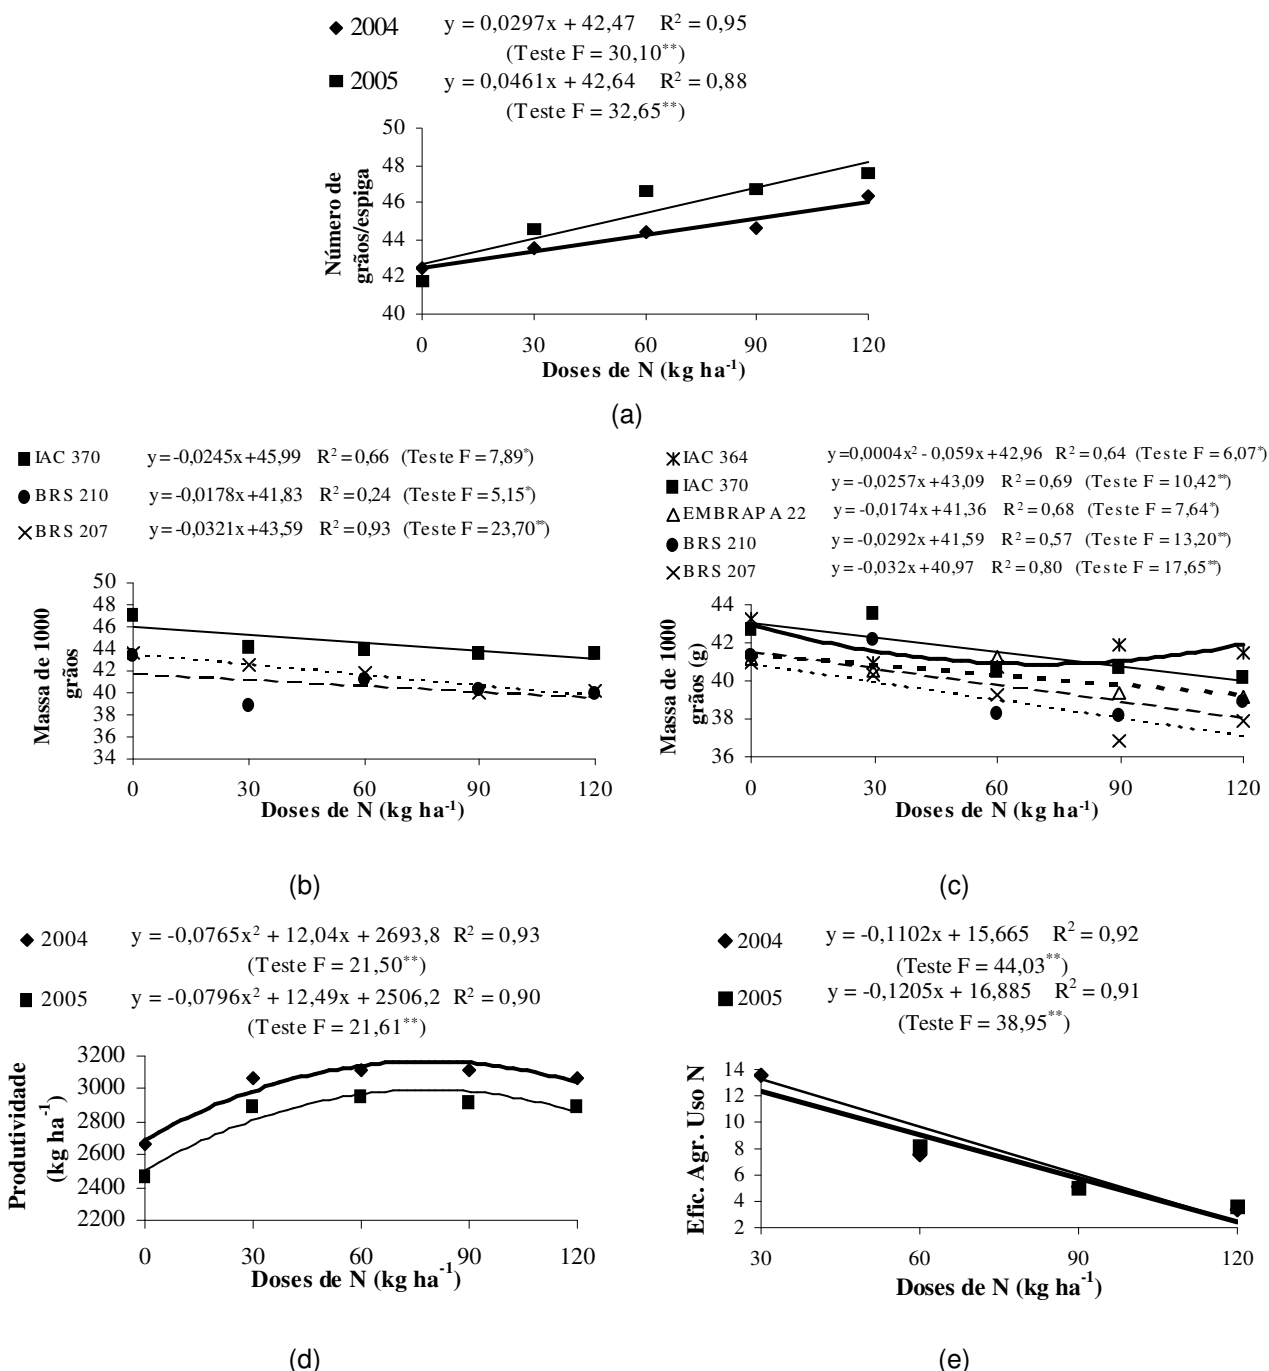 2004 y = 0,0297x + 42,47 R² = 0,95
(Teste F = 30,10**)
2005 y = 0,0461x + 42,64 R² = 0,88
(Teste F = 32,65**)
50
48
46
44
42
40
Número de
grãos/espiga
0 30 60 90 120
Doses de N (kg ha⁻¹)
(a)
IAC 370 y=-0,0245x+45,99 R²=0,66 (Teste F=7,89*)
BRS 210 y=-0,0178x+41,83 R²=0,24 (Teste F=5,15*)
BRS 207 y=-0,0321x+43,59 R²=0,93 (Teste F=23,70**)
50
48
46
44
42
40
38
36
34
Massa de 1000
grãos
0 30 60 90 120
Doses de N (kg ha⁻¹)
(b)
IAC 364 y=0,0004x² - 0,059x+42,96 R²=0,64 (Teste F=6,07*)
IAC 370 y=-0,0257x+43,09 R²=0,69 (Teste F=10,42**)
EMBRAPA 22 y=-0,0174x+41,36 R²=0,68 (Teste F=7,64*)
BRS 210 y=-0,0292x+41,59 R²=0,57 (Teste F=13,20**)
BRS 207 y=-0,032x+40,97 R²=0,80 (Teste F=17,65**)
44
42
40
38
36
Massa de 1000
grãos (g)
0 30 60 90 120
Doses de N (kg ha⁻¹)
(c)
2004 y = -0,0765x² + 12,04x + 2693,8 R² = 0,93
(Teste F = 21,50**)
2005 y = -0,0796x² + 12,49x + 2506,2 R² = 0,90
(Teste F = 21,61**)
3200
3000
2800
2600
2400
2200
Produtividade
(kg ha⁻¹)
0 30 60 90 120
Doses de N (kg ha⁻¹)
(d)
2004 y = -0,1102x + 15,665 R² = 0,92
(Teste F = 44,03**)
2005 y = -0,1205x + 16,885 R² = 0,91
(Teste F = 38,95**)
14
12
10
8
6
4
2
Efic. Agr. Uso N
30 60 90 120
Doses de N (kg ha⁻¹)
(e)